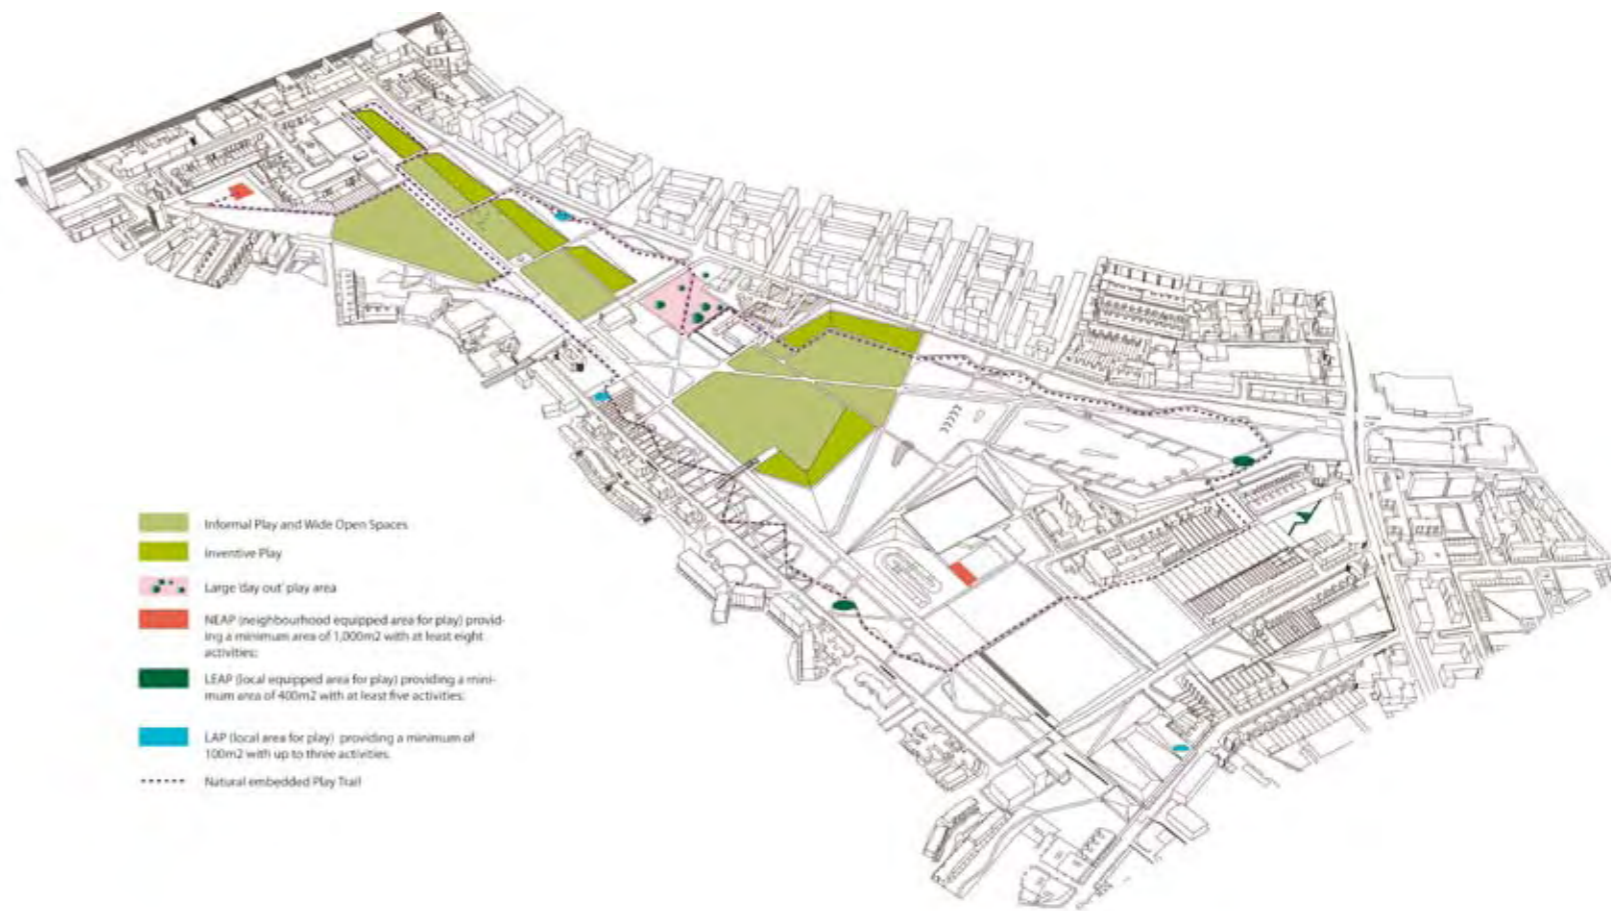 Informal Play and Wide Open Spaces
Inventive Play
Large 'day out' play area
NEAP (neighbourhood equipped area for play) provid-
ing a minimum area of 1,000m2 with at least eight
activities;
LEAP (local equipped area for play) providing a mini-
mum area of 400m2 with at least five activities;
LAP (local area for play) providing a minimum of
100m2 with up to three activities.
Natural embedded Play Trail